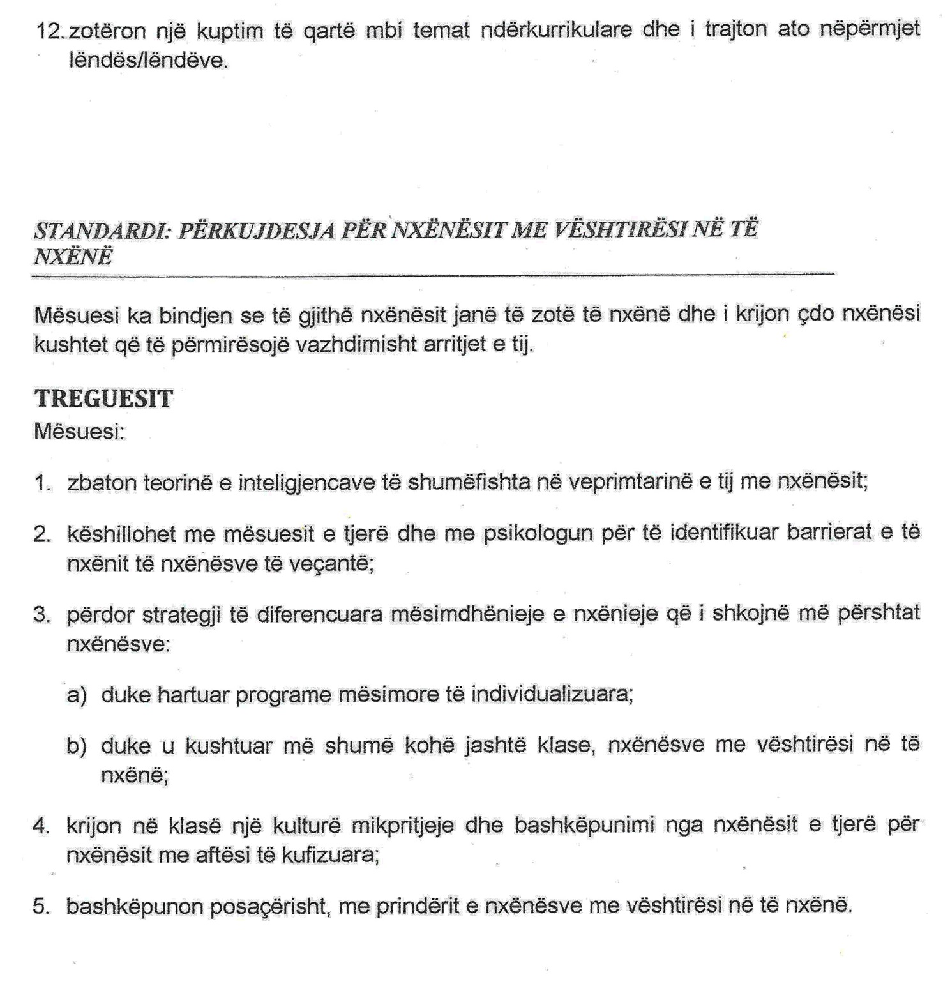 12. zotëron një kuptim të qartë mbi temat ndërkurrikulare dhe i trajton ato nëpërmjet
lëndës/lëndëve.
STANDARDI: PËRKUJDESJA PËR NXËNËSIT ME VËSHTIRËSI NË TË
NXËNË
Mësuesi ka bindjen se të gjithë nxënësit janë të zotë të nxënë dhe i krijon çdo nxënësi
kushtet që të përmirësojë vazhdimisht arritjet e tij.
TREGUESIT
Mësuesi:
1. zbaton teorinë e inteligjencave të shumëfishta në veprimtarinë e tij me nxënësit;
2. këshillohet me mësuesit e tjerë dhe me psikologun për të identifikuar barrierat e të
nxënit të nxënësve të veçantë;
3. përdor strategji të diferencuara mësimdhënieje e nxënieje që i shkojnë më përshtat
nxënësve:
a) duke hartuar programe mësimore të individualizuara;
b) duke u kushtuar më shumë kohë jashtë klase, nxënësve me vështirësi në të
nxënë;
4. krijon në klasë një kulturë mikpritjeje dhe bashkëpunimi nga nxënësit e tjerë për
nxënësit me aftësi të kufizuara;
5. bashkëpunon posaçërisht, me prindërit e nxënësve me vështirësi në të nxënë.